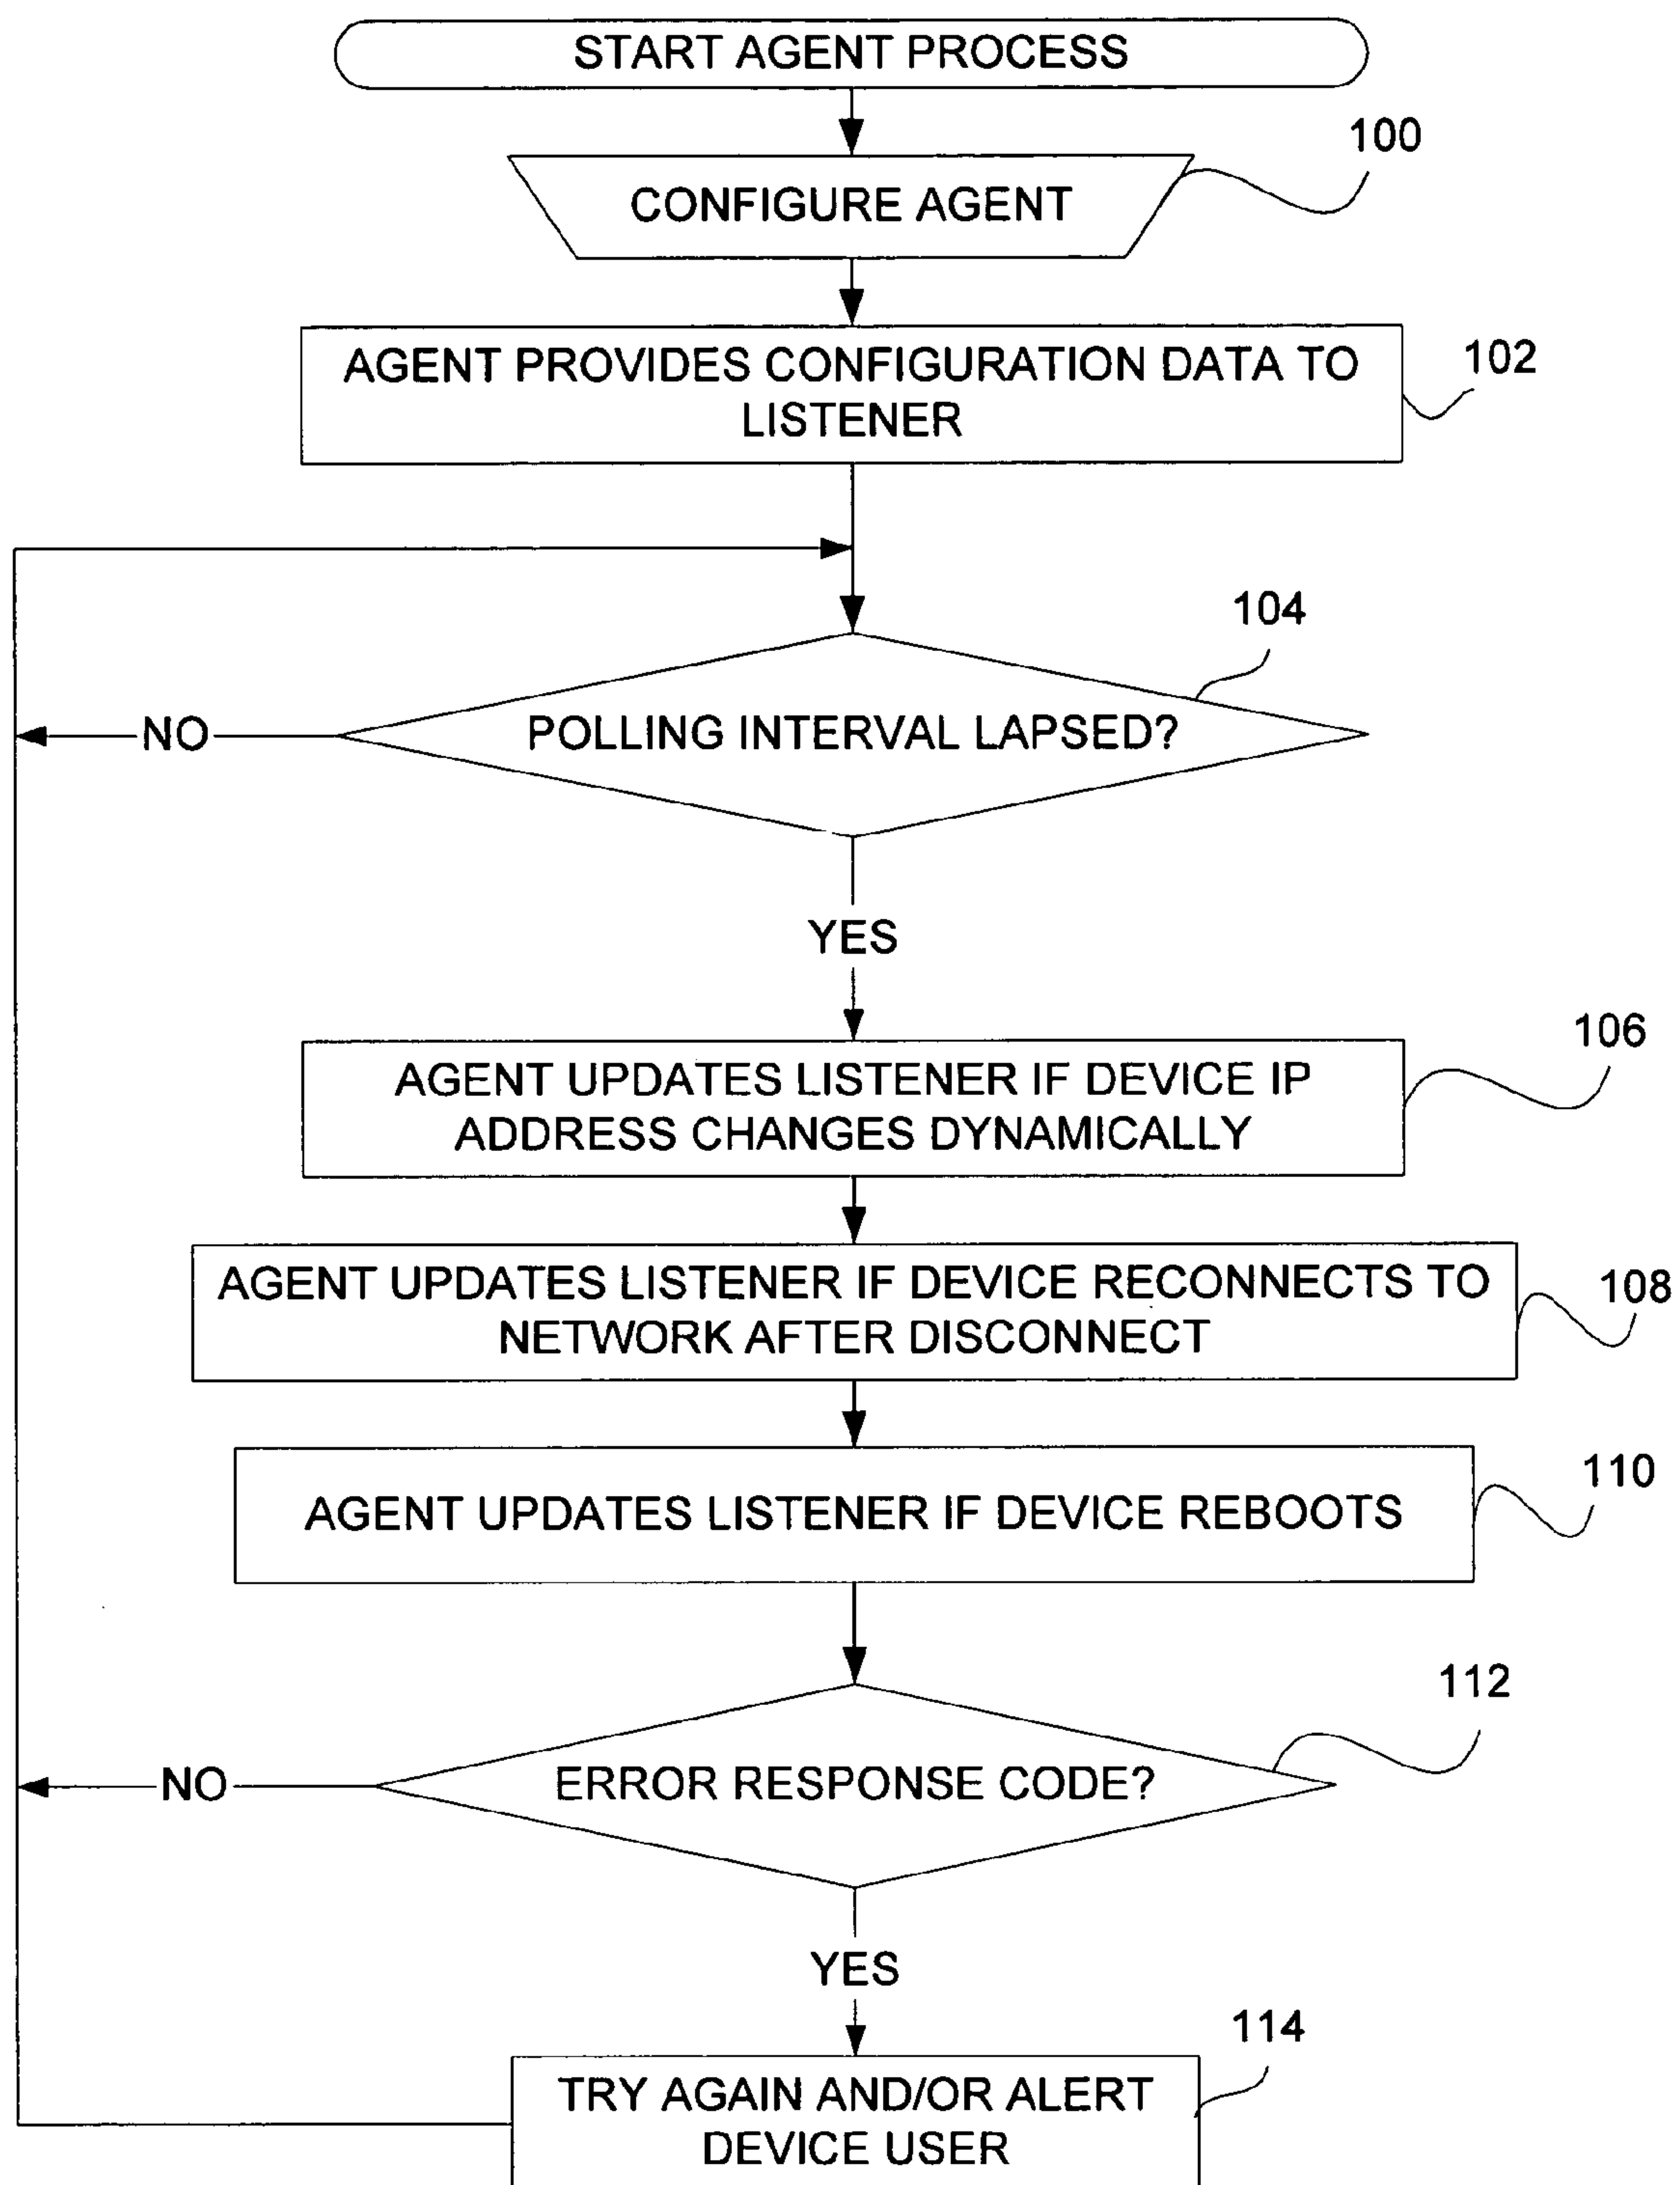 START AGENT PROCESS
100
CONFIGURE AGENT
AGENT PROVIDES CONFIGURATION DATA TO
LISTENER
102
104
POLLING INTERVAL LAPSED?
NO
YES
106
AGENT UPDATES LISTENER IF DEVICE IP
ADDRESS CHANGES DYNAMICALLY
AGENT UPDATES LISTENER IF DEVICE RECONNECTS TO
NETWORK AFTER DISCONNECT
108
110
AGENT UPDATES LISTENER IF DEVICE REBOOTS
112
ERROR RESPONSE CODE?
NO
YES
114
TRY AGAIN AND/OR ALERT
DEVICE USER